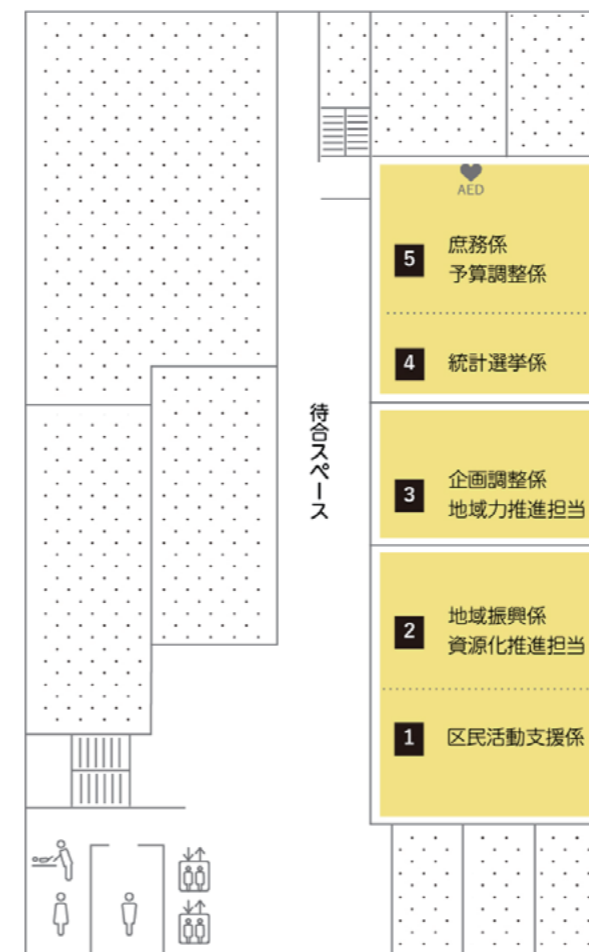 AED
5
庶務係
予算調整係
4
統計選挙係
待合スペース
3
企画調整係
地域力推進担当
2
地域振興係
資源化推進担当
1
区民活動支援係